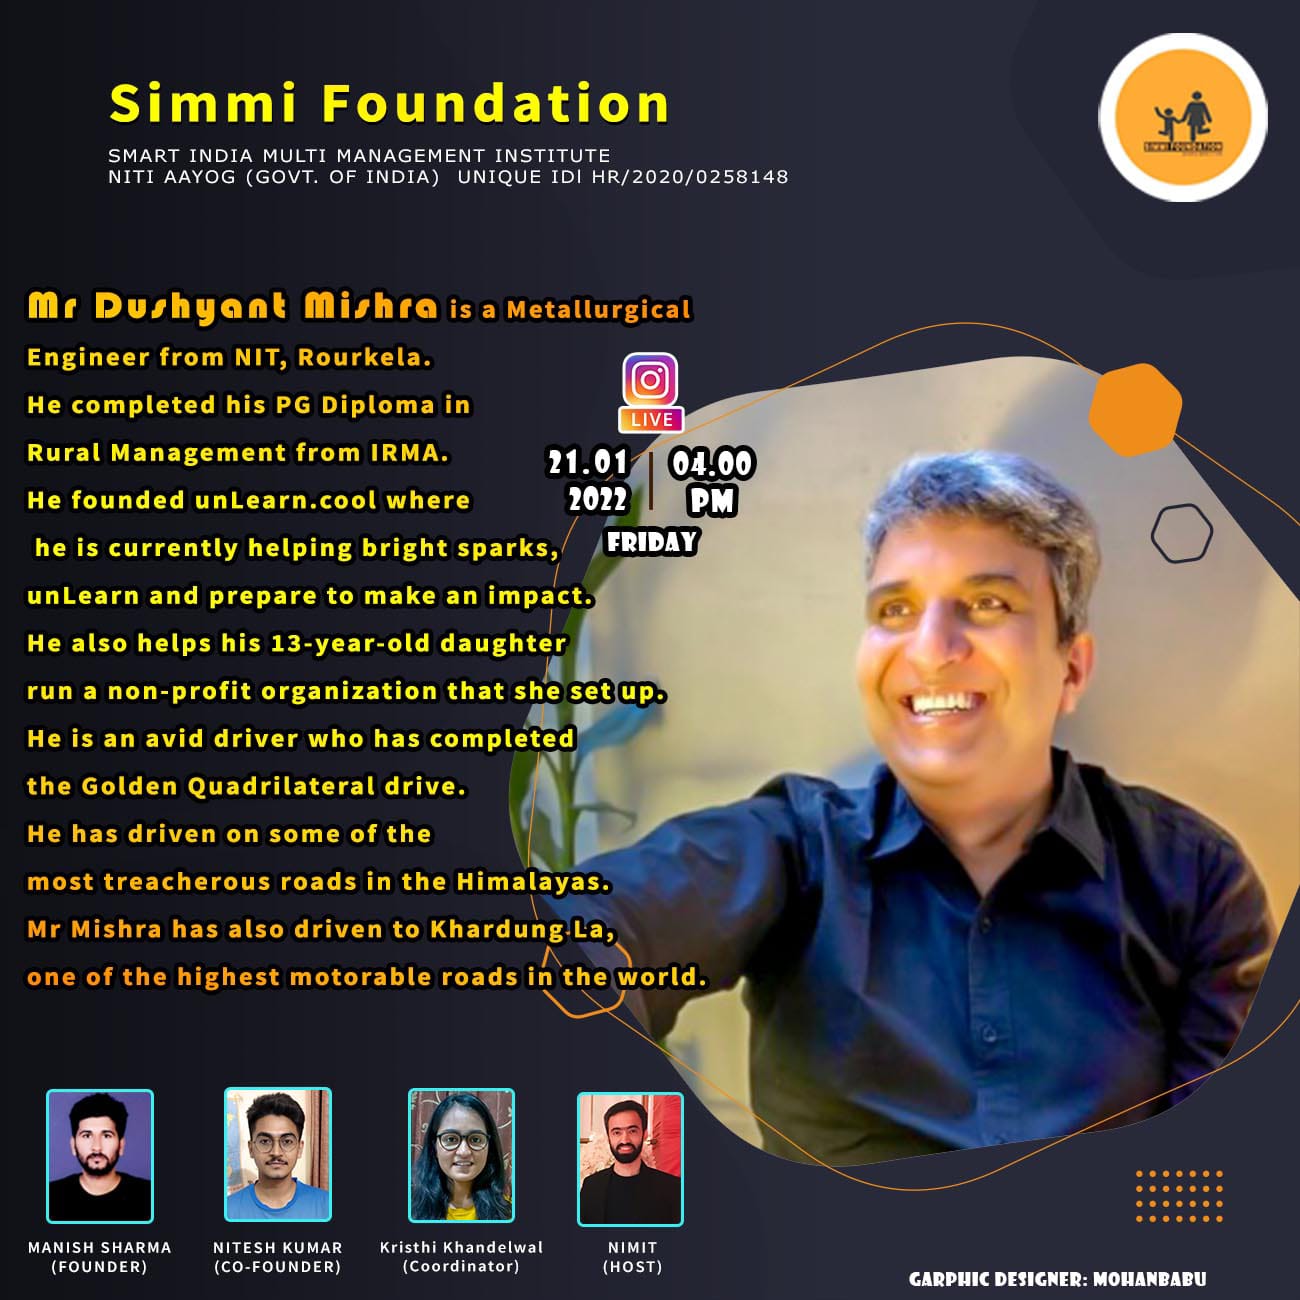 Simmi Foundation
SMART INDIA MULTI MANAGEMENT INSTITUTE
NITI AAYOG (GOVT. OF INDIA)  UNIQUE IDl HR/2020/0258148
SIMMI FOUNDATION
Mr Dushyant Mishra is a Metallurgical
Engineer from NIT, Rourkela.
He completed his PG Diploma in
Rural Management from IRMA.
He founded unLearn.cool where
he is currently helping bright sparks,
unLearn and prepare to make an impact.
He also helps his 13-year-old daughter
run a non-profit organization that she set up.
He is an avid driver who has completed
the Golden Quadrilateral drive.
He has driven on some of the
most treacherous roads in the Himalayas.
Mr Mishra has also driven to Khardung La,
one of the highest motorable roads in the world.
LIVE
21.01 04.00
2022 PM
FRIDAY
MANISH SHARMA
(FOUNDER)
NITESH KUMAR
(CO-FOUNDER)
Kristhi Khandelwal
(Coordinator)
NIMIT
(HOST)
GARPHIC DESIGNER: MOHANBABU